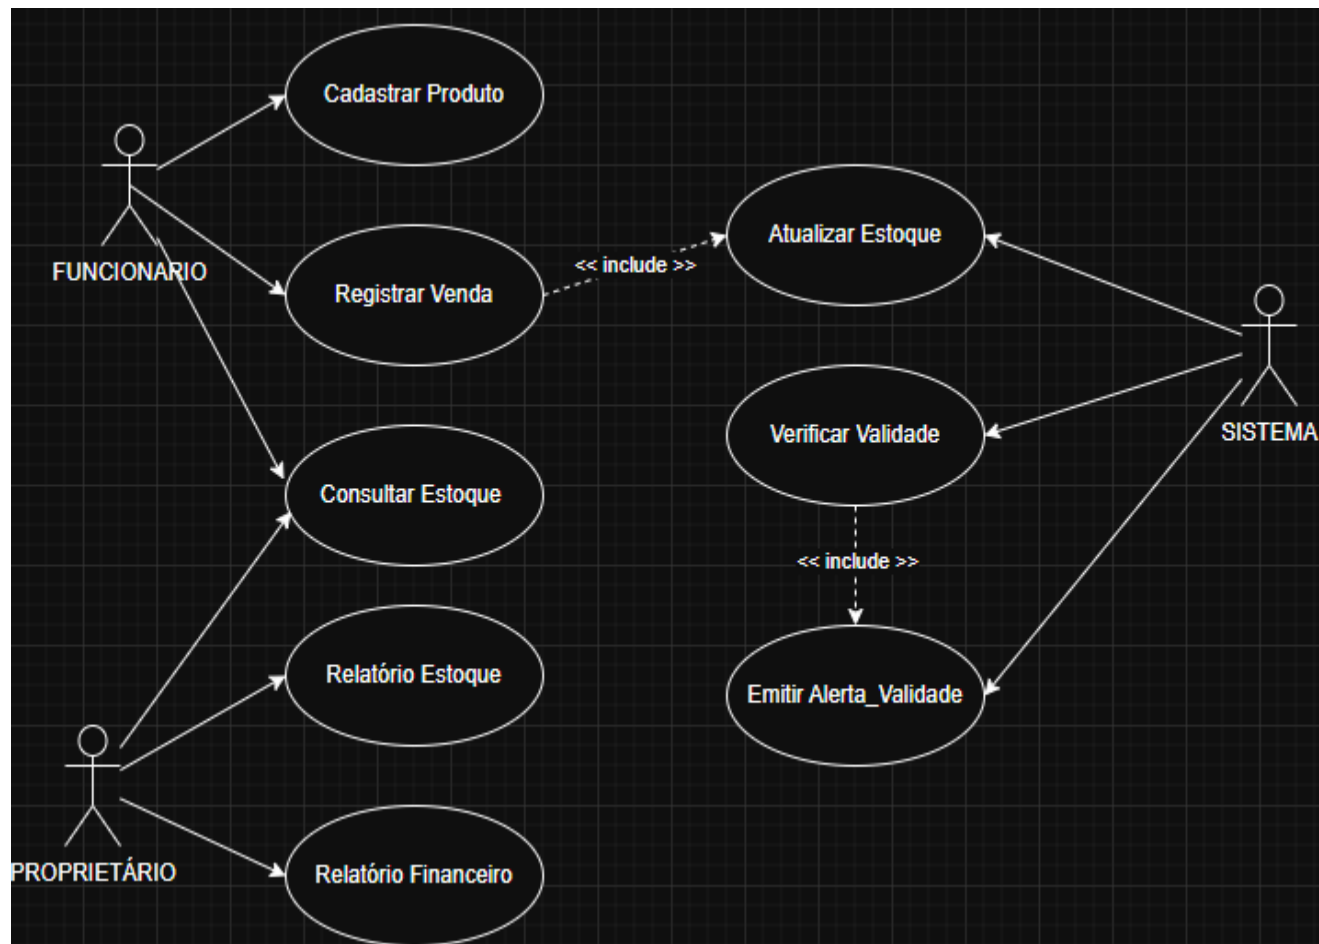 Cadastrar Produto
FUNCIONARIO
Registrar Venda
<< include >>
Atualizar Estoque
Verificar Validade
SISTEMA
Consultar Estoque
<< include >>
Relatório Estoque
Emitir Alerta_Validade
PROPRIETÁRIO
Relatório Financeiro